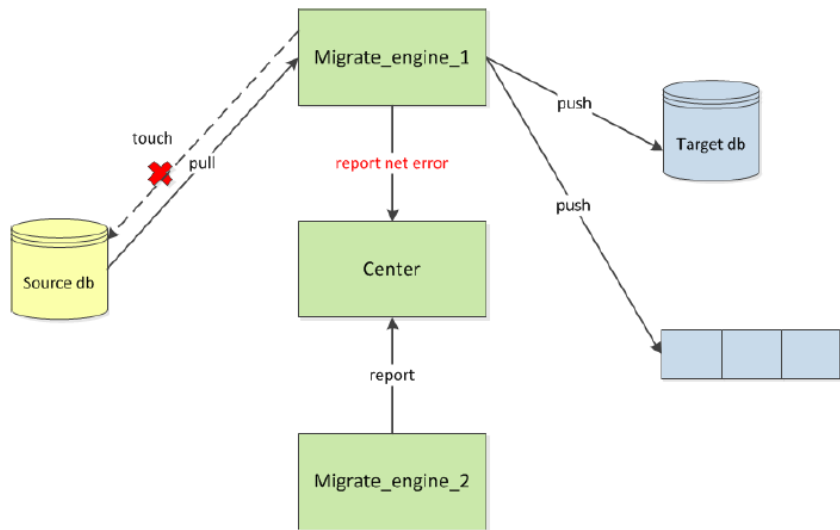 Migrate_engine_1
touch
pull
push
Target db
report net error
push
Source db
Center
report
Migrate_engine_2